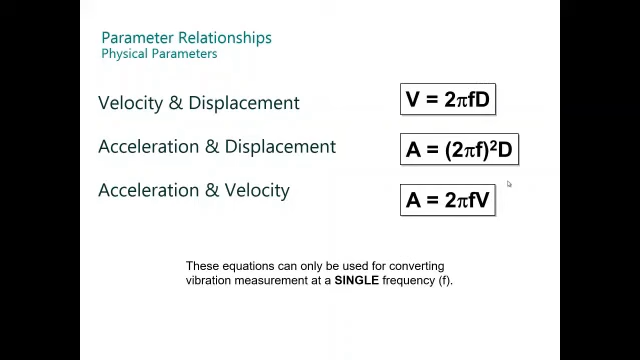 Parameter Relationships
Physical Parameters
Velocity & Displacement
V = 2πfD
Acceleration & Displacement
A = (2πf)²D
Acceleration & Velocity
A = 2πfV
These equations can only be used for converting
vibration measurement at a SINGLE frequency (f).